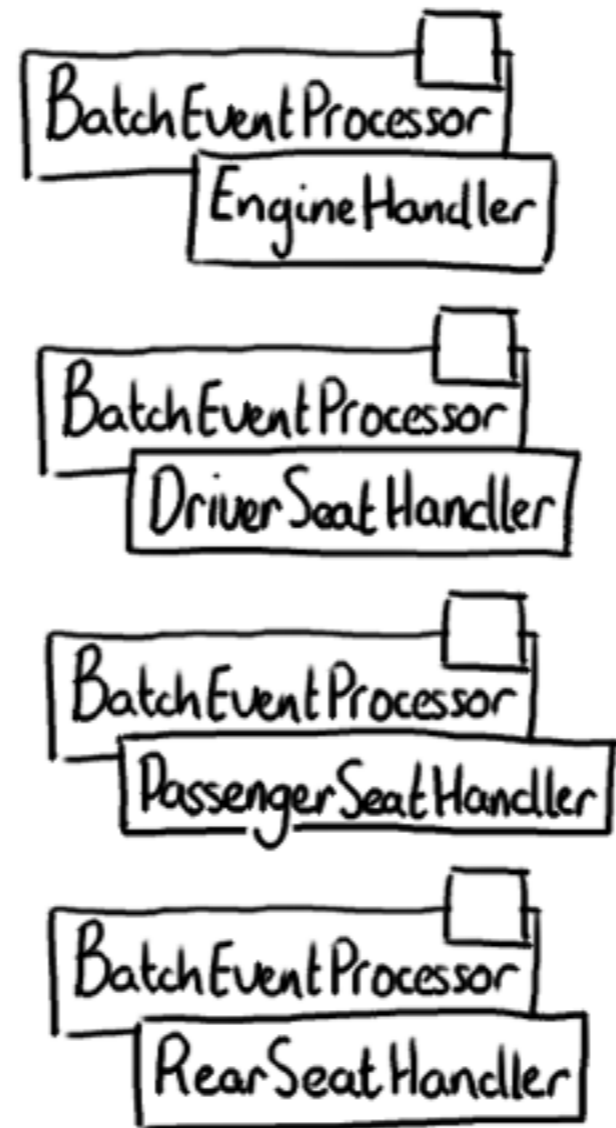 BatchEventProcessor
EngineHandler
BatchEventProcessor
DriverSeatHandler
BatchEventProcessor
PassengerSeatHandler
BatchEventProcessor
RearSeatHandler